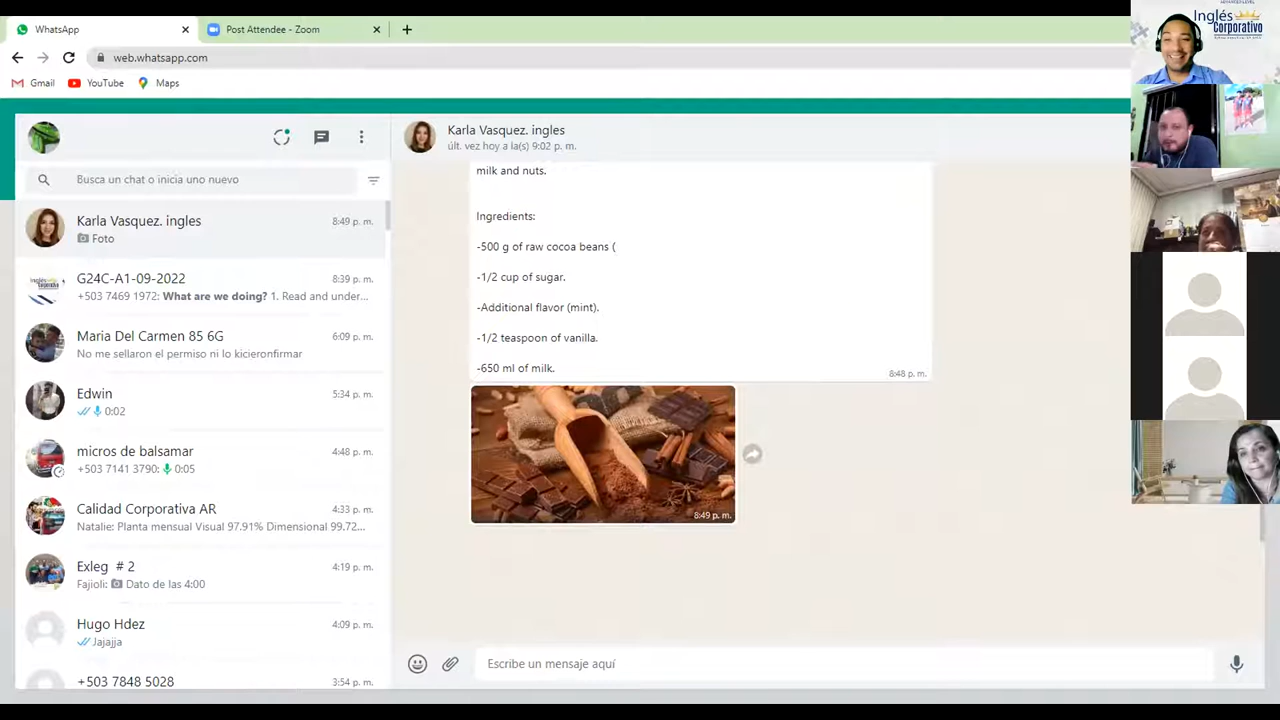 WhatsApp
Post Attendee - Zoom
web.whatsapp.com
Gmail
YouTube
Maps
Inglés
Corporativo
Karla Vasquez. ingles
últ. vez hoy a la(s) 9:02 p. m.
Busca un chat o inicia uno nuevo
Karla Vasquez. ingles
8:49 p. m.
Foto
G24C-A1-09-2022
8:39 p. m.
+503 7469 1972: What are we doing? 1. Read and under...
Maria Del Carmen 85 6G
6:09 p. m.
No me sellaron el permiso ni lo kicieronfirmar
Edwin
5:34 p. m.
0:02
micros de balsamar
4:48 p. m.
+503 7141 3790: 0:05
Calidad Corporativa AR
4:33 p. m.
Natalie: Planta mensual Visual 97.91% Dimensional 99.72...
Exleg # 2
4:19 p. m.
Fajioli: Dato de las 4:00
Hugo Hdez
4:09 p. m.
Jajajja
+503 7848 5028
3:54 p. m.
milk and nuts.
Ingredients:
-500 g of raw cocoa beans (
-1/2 cup of sugar.
-Additional flavor (mint).
-1/2 teaspoon of vanilla.
-650 ml of milk.
8:48 p. m.
8:49 p. m.
Escribe un mensaje aquí